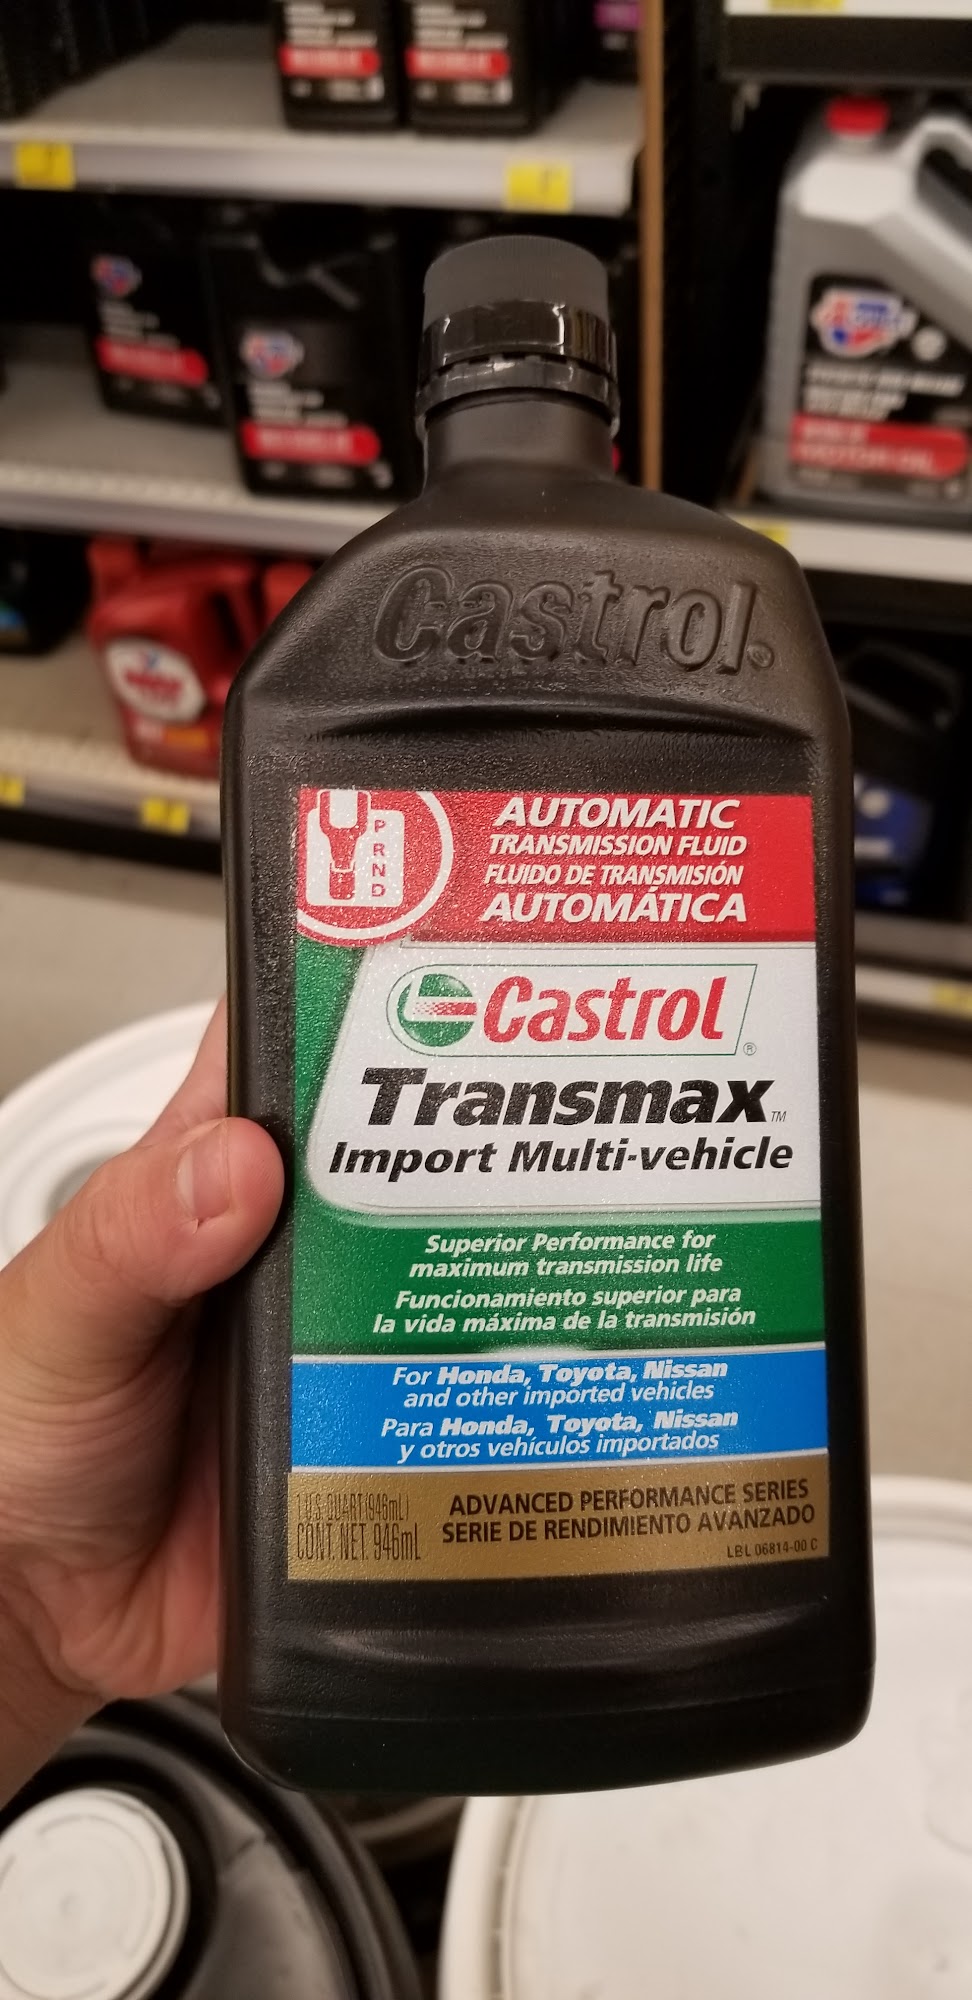 Castrol®
P
R
N
D
AUTOMATIC
TRANSMISSION FLUID
FLUIDO DE TRANSMISIÓN
AUTOMÁTICA
Castrol®
Transmax™
Import Multi-vehicle
Superior Performance for
maximum transmission life
Funcionamiento superior para
la vida máxima de la transmisión
For Honda, Toyota, Nissan
and other imported vehicles
Para Honda, Toyota, Nissan
y otros vehículos importados
1 U.S. QUART (946mL)
CONT. NET. 946mL
ADVANCED PERFORMANCE SERIES
SERIE DE RENDIMIENTO AVANZADO
LBL 06814-00 C
MOTOR OIL